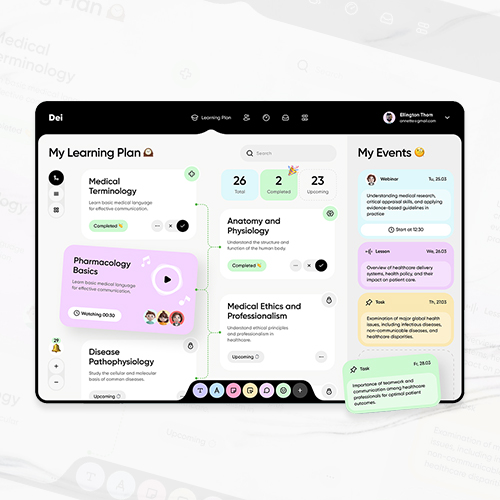 Medical
Terminology
Dei
Learning Plan
Ellington Thorn
annette@gmail.com
My Learning Plan
Search
My Events
Medical
Terminology
Learn basic medical language
for effective communication.
Completed
26
Total
2
Completed
23
Upcoming
Webinar
Tu, 25.03
Understanding medical research,
critical appraisal skills, and applying
evidence-based guidelines in
practice
Start at 12:30
Anatomy and
Physiology
Understand the structure and
function of the human body.
Completed
Pharmacology
Basics
Learn basic medical language
for effective communication.
Watching 00:30
Lesson
We, 26.03
Overview of healthcare delivery
systems, health policy, and their
impact on patient care.
Task
Th, 27.03
Examination of major global health
issues, including infectious diseases,
non-communicable diseases, and
healthcare disparities.
Medical Ethics and
Professionalism
Understand ethical principles
and professionalism in
healthcare.
Upcoming
29
Disease
Pathophysiology
Study the cellular and molecular
basis of common diseases.
Upcoming
Task
Fr, 28.03
Importance of teamwork and
communication among healthcare
professionals for optimal patient
outcomes.
T
A